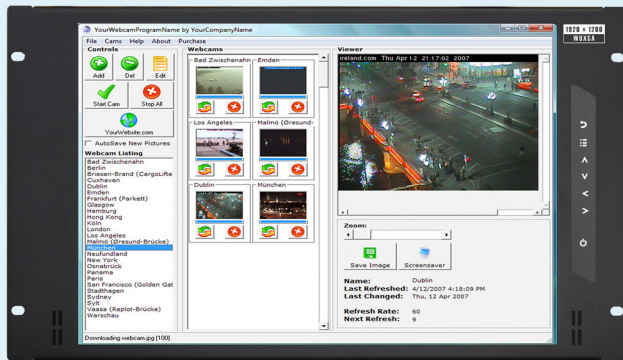 YourWebcamProgramName by YourCompanyName
1920 x 1200
WUXGA
File Cams Help About Purchase
Controls
Add Del Edit
Start Cam Stop All
YourWebsite.com
AutoSave New Pictures
Webcam Listing
Bad Zwischenahn
Berlin
Briesen-Brand (CargoLifte
Cuxhaven
Dublin
Emden
Frankfurt (Parkett)
Glasgow
Hamburg
Hong Kong
Köln
London
Los Angeles
Malmö (Øresund-Brücke)
München
Neufundland
New York
Osnabrück
Panama
Paris
San Francisco (Golden Gat
Stadthagen
Sydney
Sylt
Vaasa (Replot-Brücke)
Warschau
Webcams
Bad Zwischenahn Emden
Los Angeles Malmö (Øresund-
Dublin München
Viewer
ireland.com Thu Apr 12 21:17:02 2007
Zoom:
Save Image Screensaver
Name: Dublin
Last Refreshed: 4/12/2007 4:18:09 PM
Last Changed: Thu, 12 Apr 2007
Refresh Rate: 60
Next Refresh: 9
Downloading webcam.jpg [100]